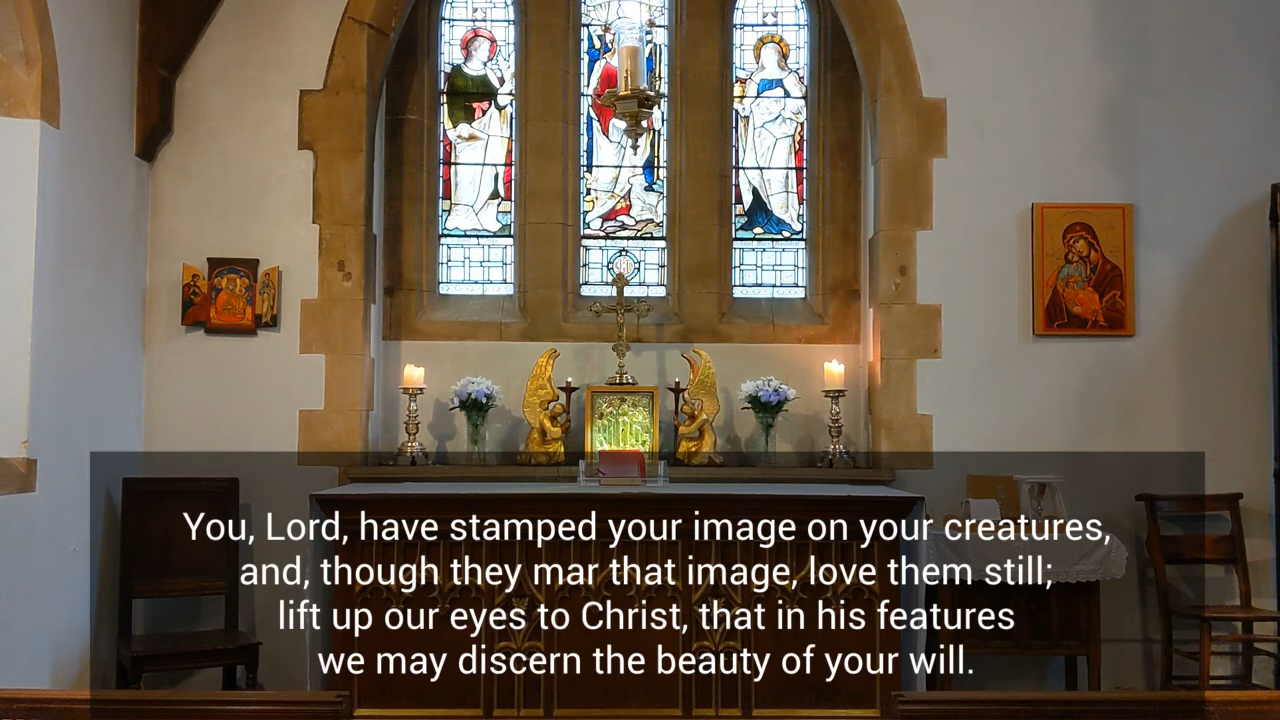 You, Lord, have stamped your image on your creatures,
and, though they mar that image, love them still;
lift up our eyes to Christ, that in his features
we may discern the beauty of your will.